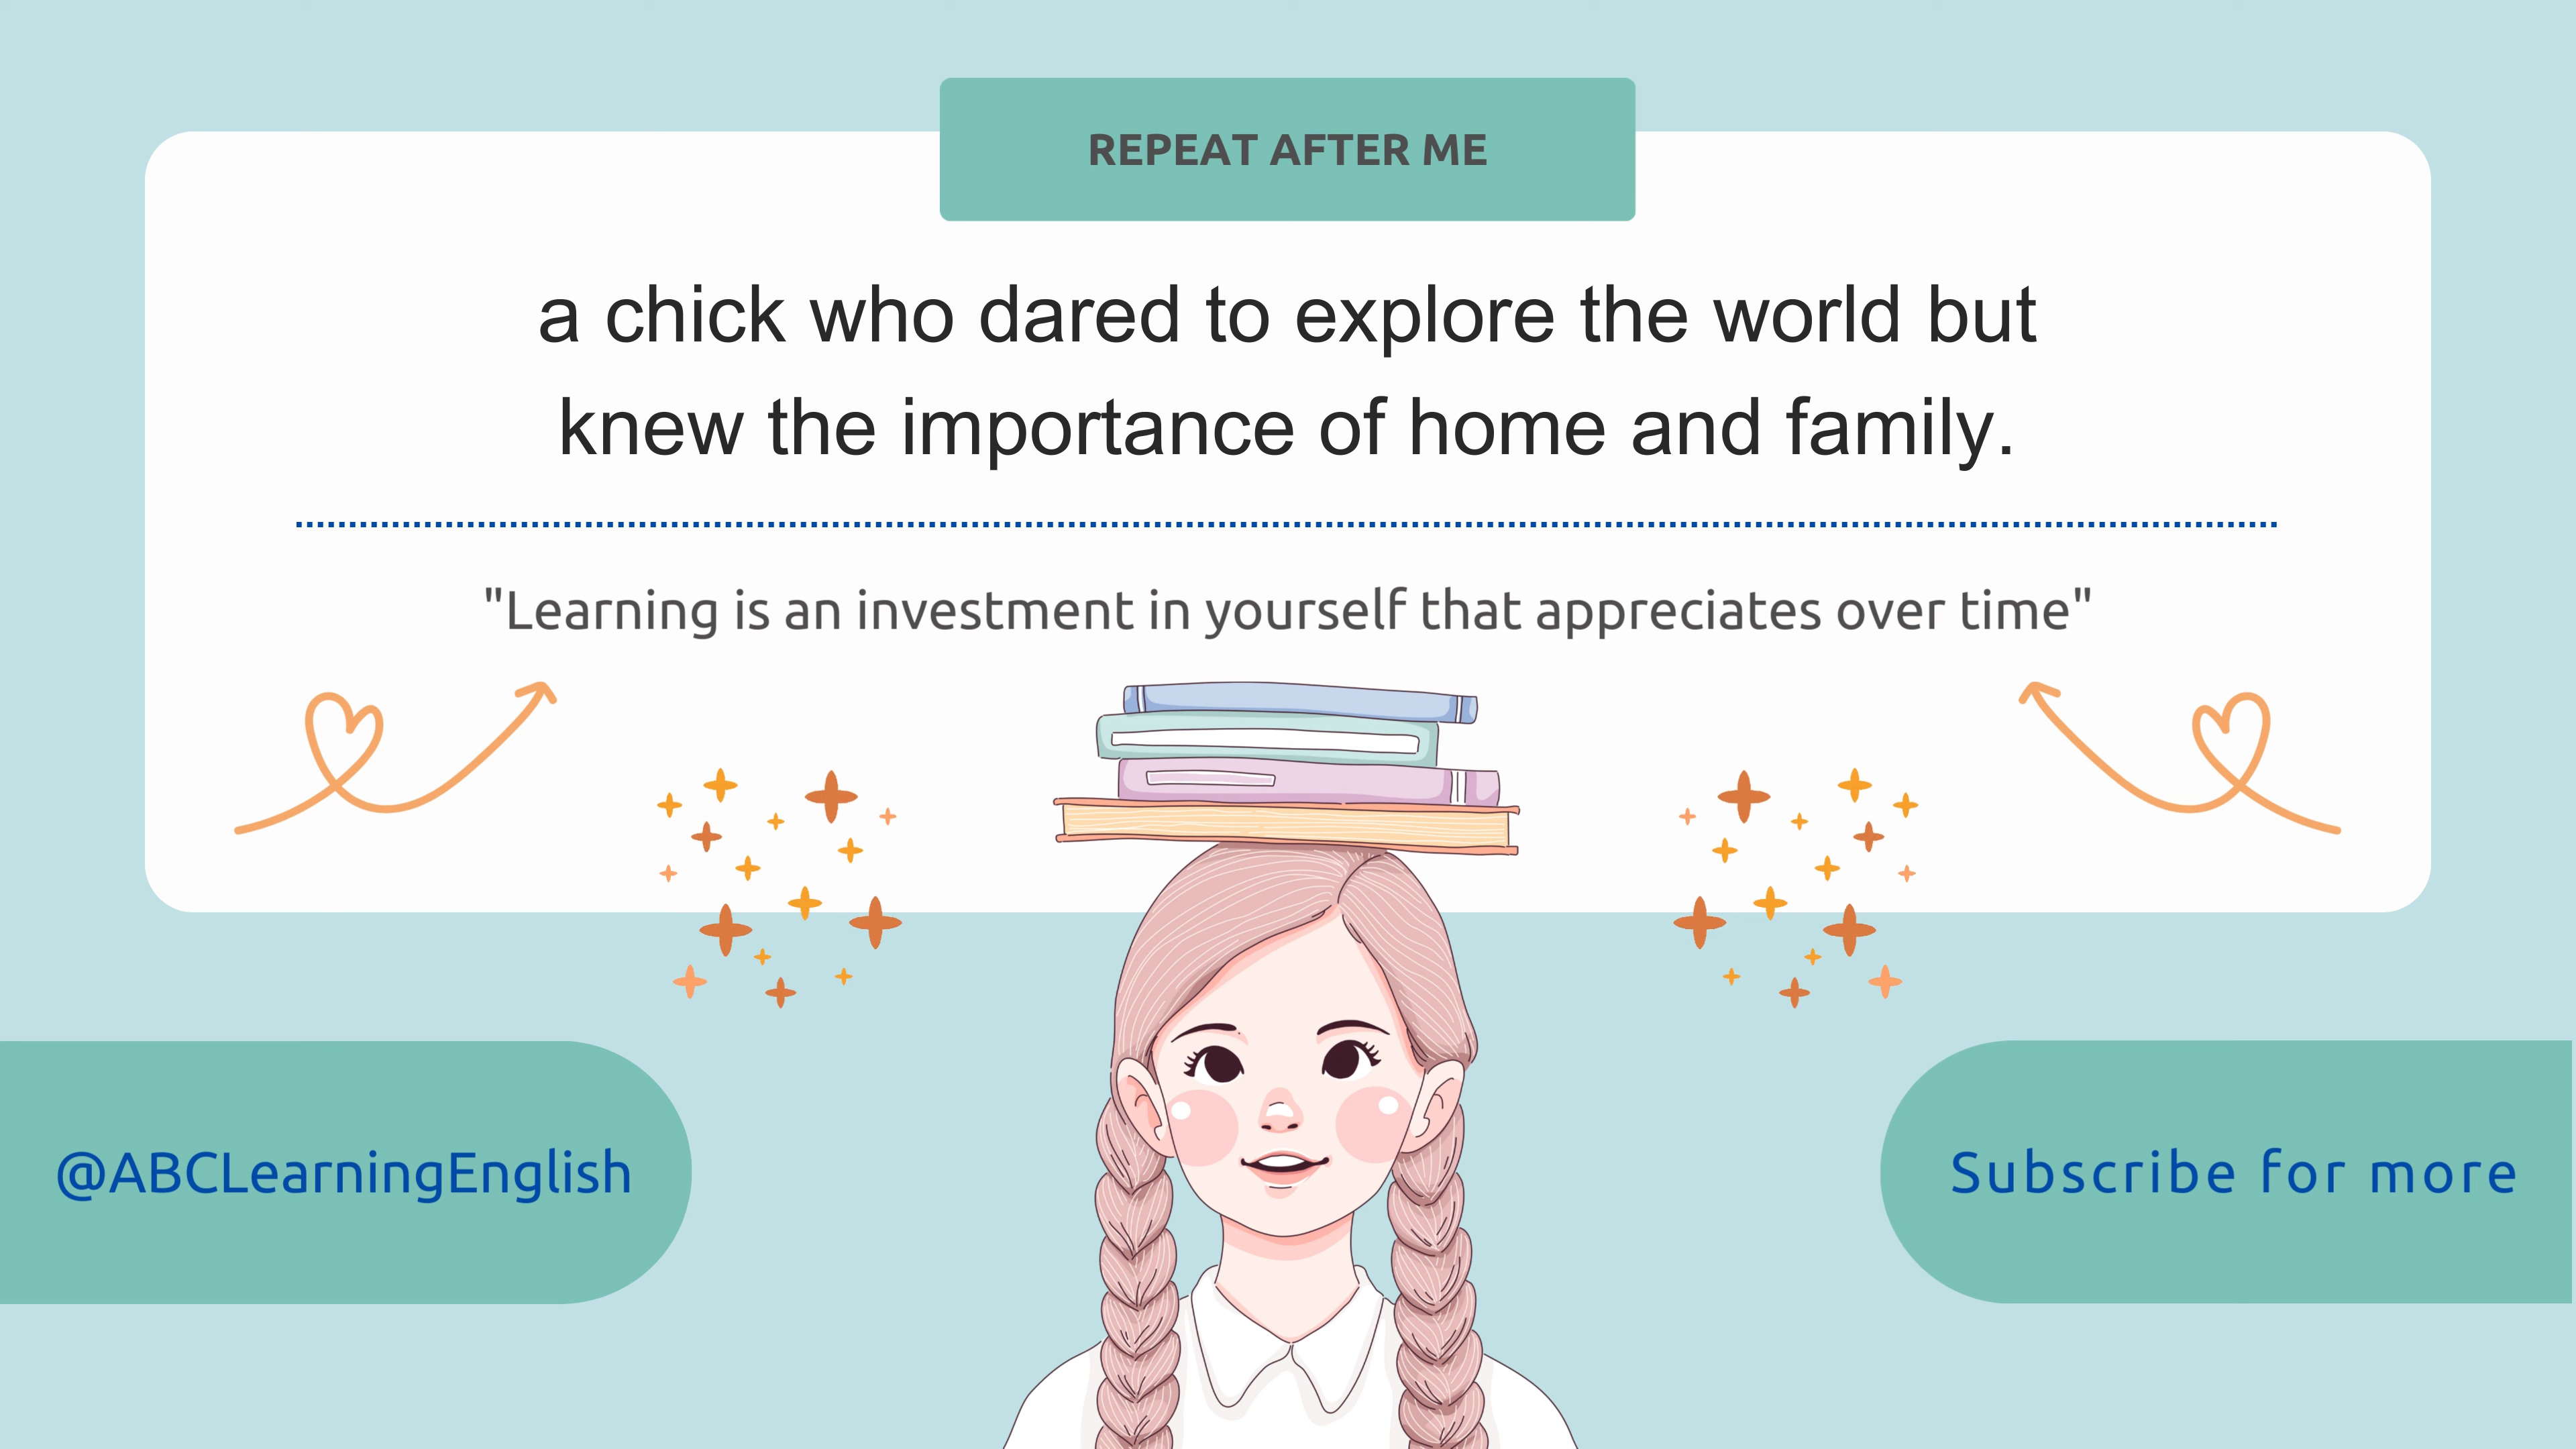 REPEAT AFTER ME
a chick who dared to explore the world but
knew the importance of home and family.
"Learning is an investment in yourself that appreciates over time"
@ABCLearningEnglish
Subscribe for more